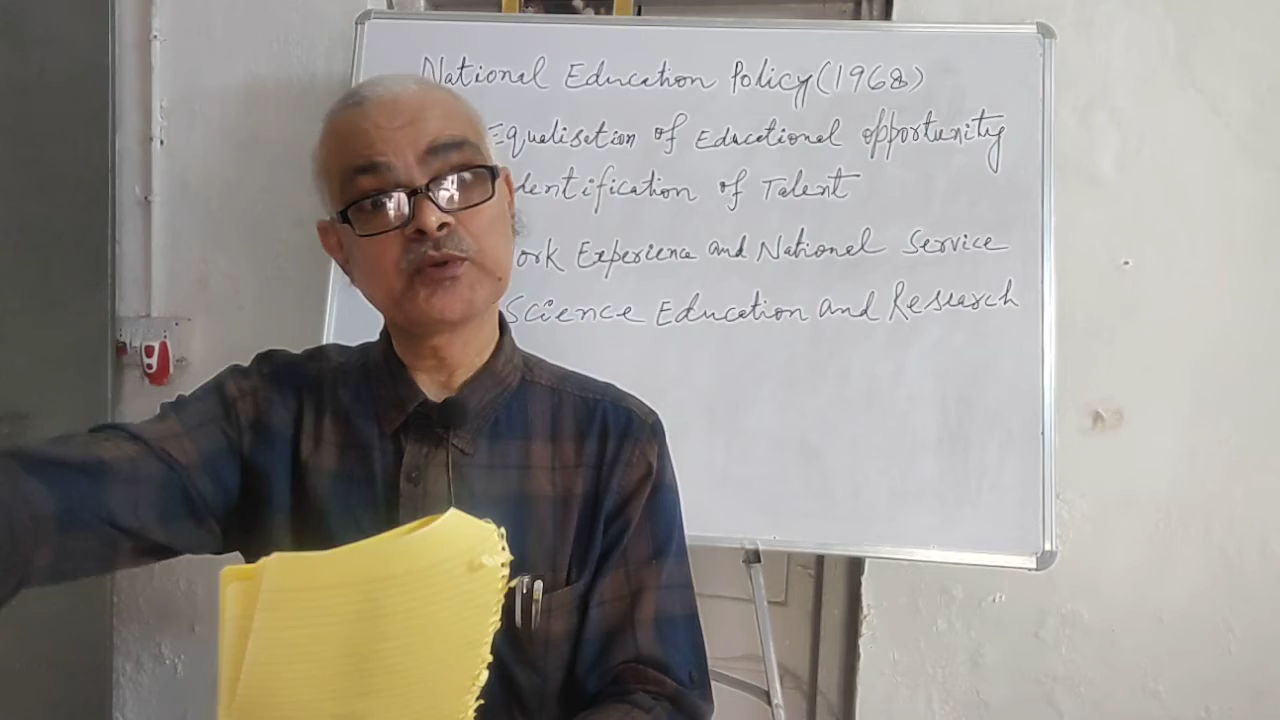 National Education Policy (1968)
Equalisation of Educational opportunity
dentification of Talent
ork Experience and National Service
Science Education and Research